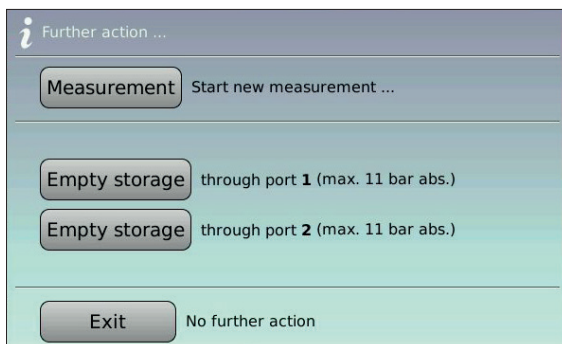 i Further action ...
Measurement Start new measurement ...
Empty storage through port 1 (max. 11 bar abs.)
Empty storage through port 2 (max. 11 bar abs.)
Exit No further action